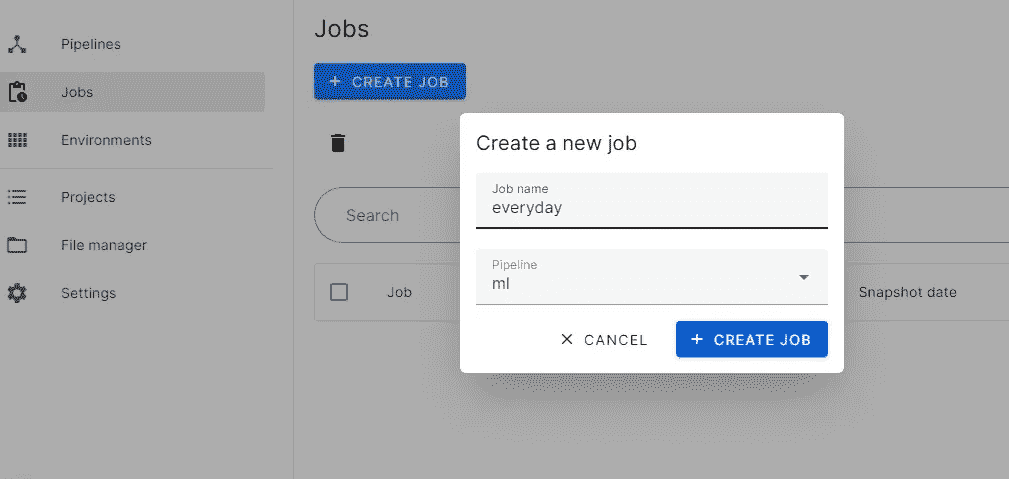 Pipelines
Jobs
Environments
Projects
File manager
Settings
Jobs
+ CREATE JOB
Search
Job
Snapshot date
Create a new job
Job name
everyday
Pipeline
ml
CANCEL
+ CREATE JOB